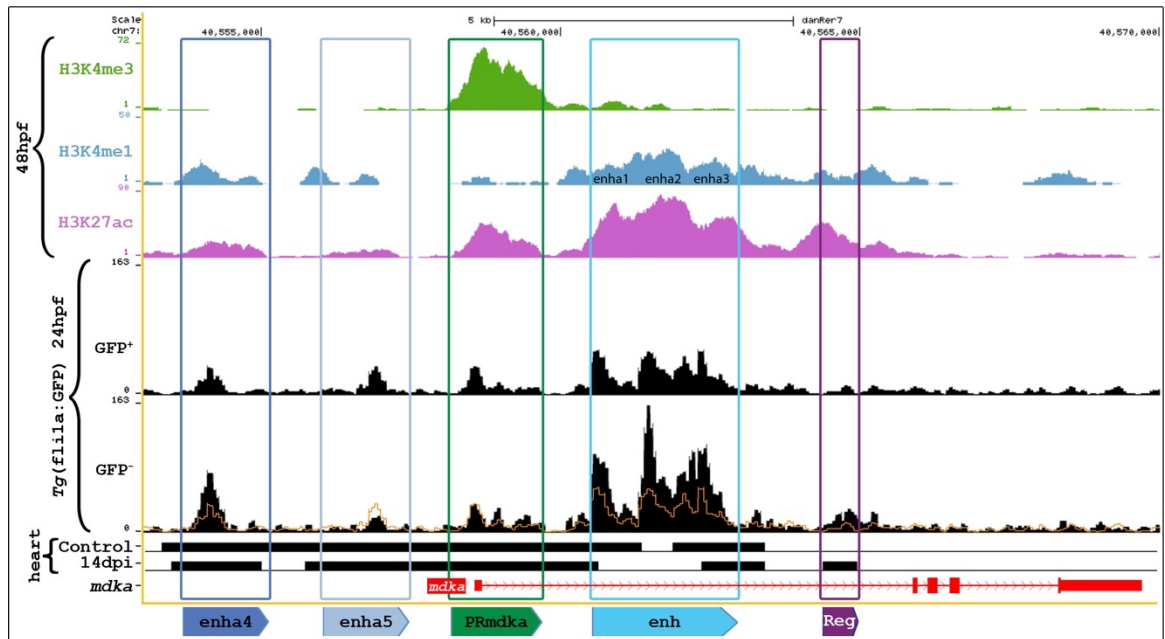 Scale 5 kb danRer7
chr7: 40,555,000 40,560,000 40,565,000 40,570,000
72
H3K4me3
1
50
H3K4me1
1
enha1 enha2 enha3
90
H3K27ac
1
48hpf
163
GFP+
0
163
GFP-
0
Tg(fli1a:GFP) 24hpf
heart
Control
14dpi
mdka mdka
enha4 enha5 PRmdka enh Reg